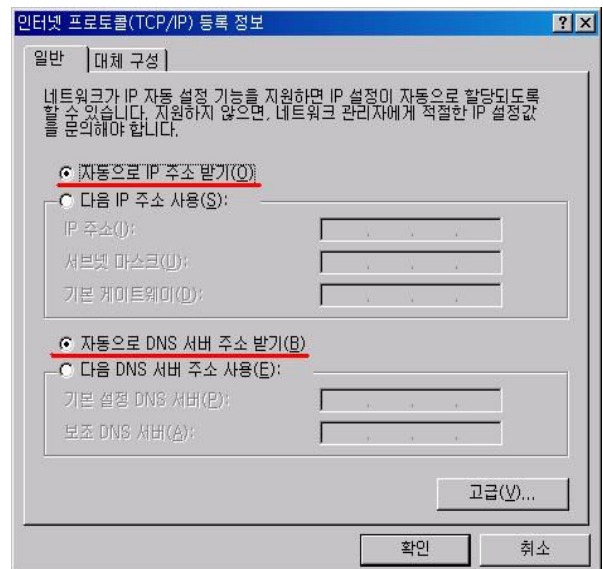 인터넷 프로토콜(TCP/IP) 등록 정보
일반
대체 구성
네트워크가 IP 자동 설정 기능을 지원하면 IP 설정이 자동으로 할당되도록
할 수 있습니다. 지원하지 않으면, 네트워크 관리자에게 적절한 IP 설정값
을 문의해야 합니다.
자동으로 IP 주소 받기(O)
다음 IP 주소 사용(S):
IP 주소(I):
서브넷 마스크(U):
기본 게이트웨이(D):
자동으로 DNS 서버 주소 받기(B)
다음 DNS 서버 주소 사용(E):
기본 설정 DNS 서버(P):
보조 DNS 서버(A):
고급(V)...
확인
취소